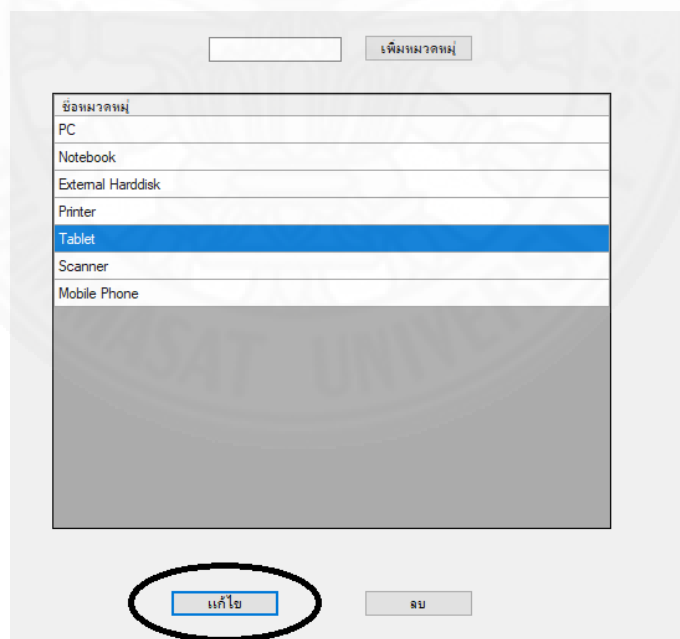 เพิ่มหมวดหมู่
ชื่อหมวดหมู่
PC
Notebook
External Harddisk
Printer
Tablet
Scanner
Mobile Phone
แก้ไข
ลบ